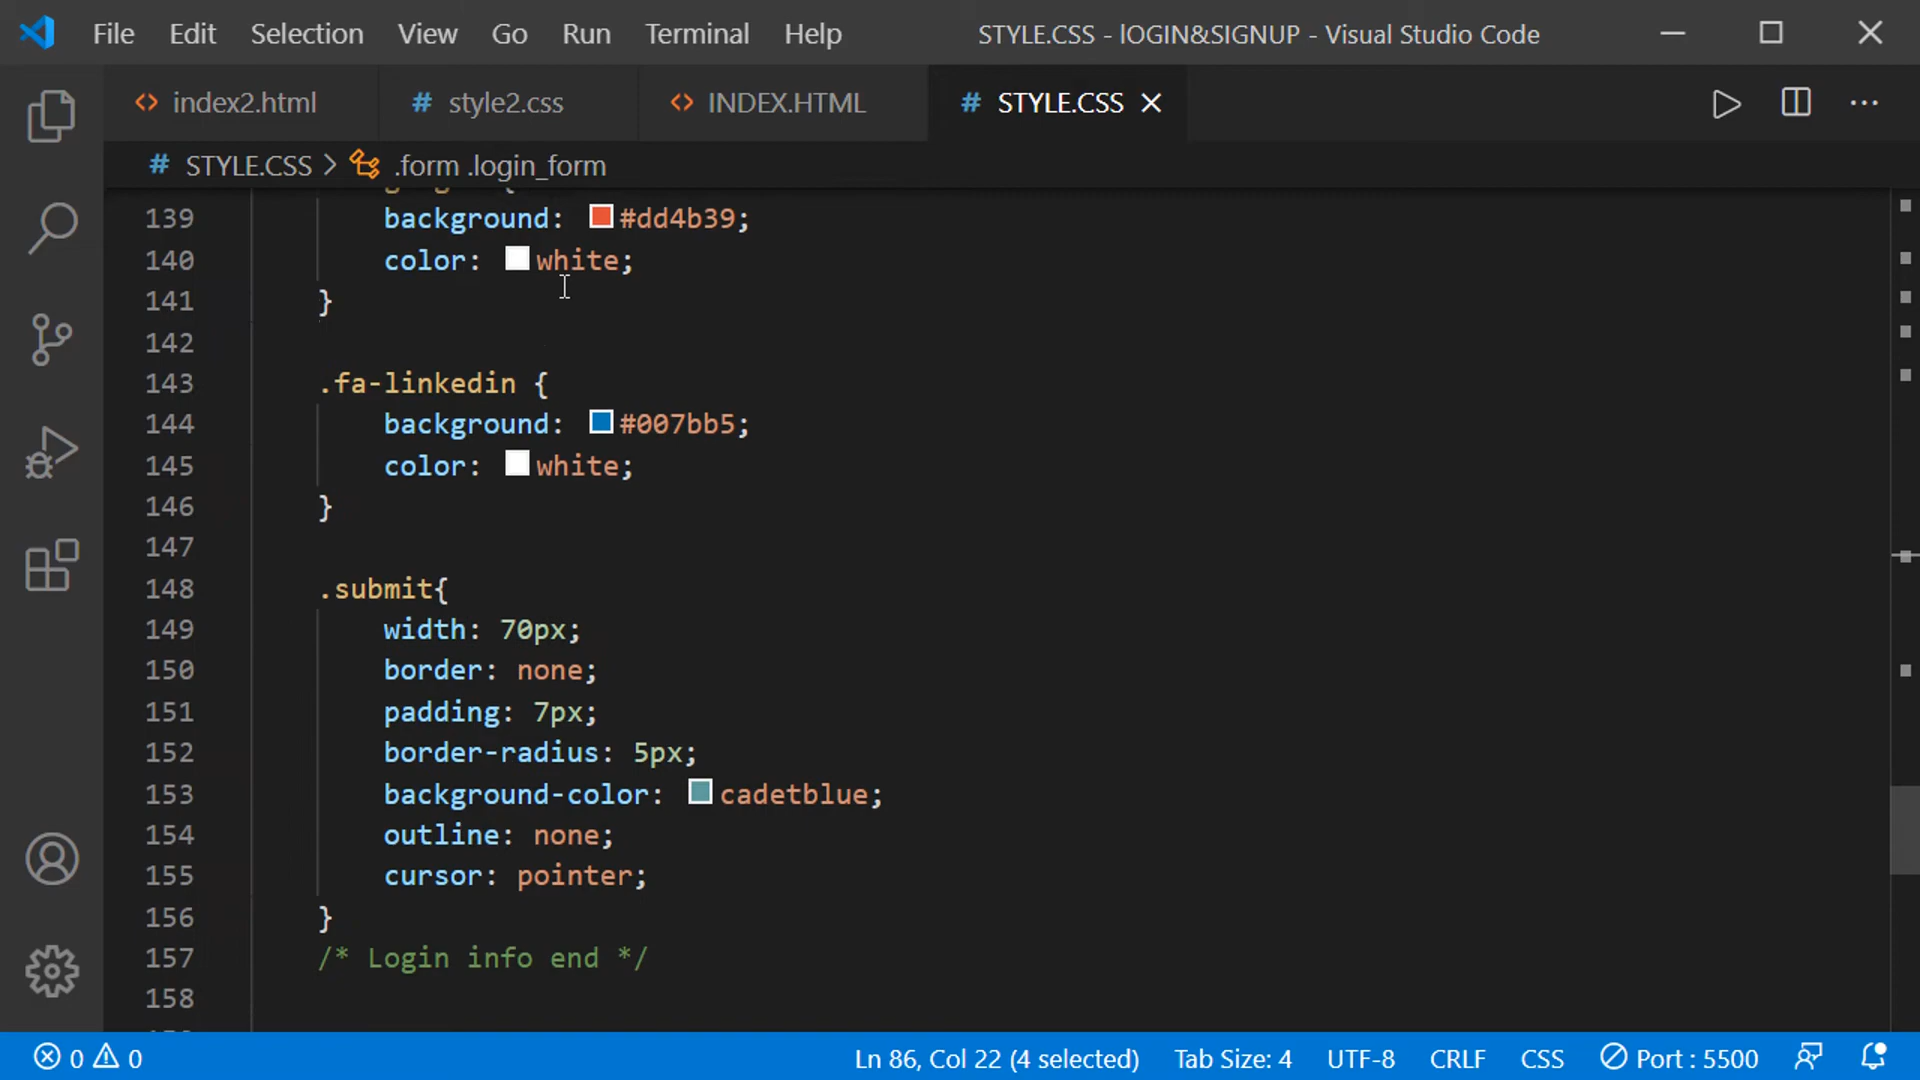 File Edit Selection View Go Run Terminal Help STYLE.CSS - lOGIN&SIGNUP - Visual Studio Code
<> index2.html # style2.css <> INDEX.HTML # STYLE.CSS
# STYLE.CSS > .form .login_form
139 background: #dd4b39;
140 color: white;
141 }
142
143 .fa-linkedin {
144 background: #007bb5;
145 color: white;
146 }
147
148 .submit{
149 width: 70px;
150 border: none;
151 padding: 7px;
152 border-radius: 5px;
153 background-color: cadetblue;
154 outline: none;
155 cursor: pointer;
156 }
157 /* Login info end */
158
0 0 Ln 86, Col 22 (4 selected) Tab Size: 4 UTF-8 CRLF CSS Port : 5500